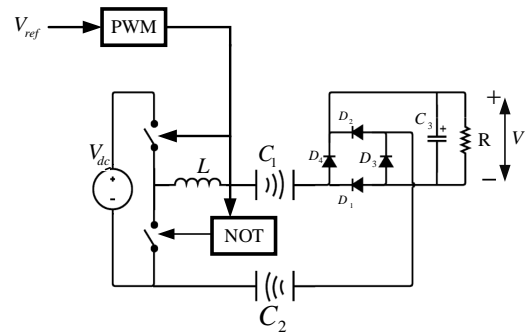 V_ref
PWM
V_dc
+
-
L
C_1
NOT
C_2
D_2
D_4
D_3
D_1
C_3
+
R
+
V
−